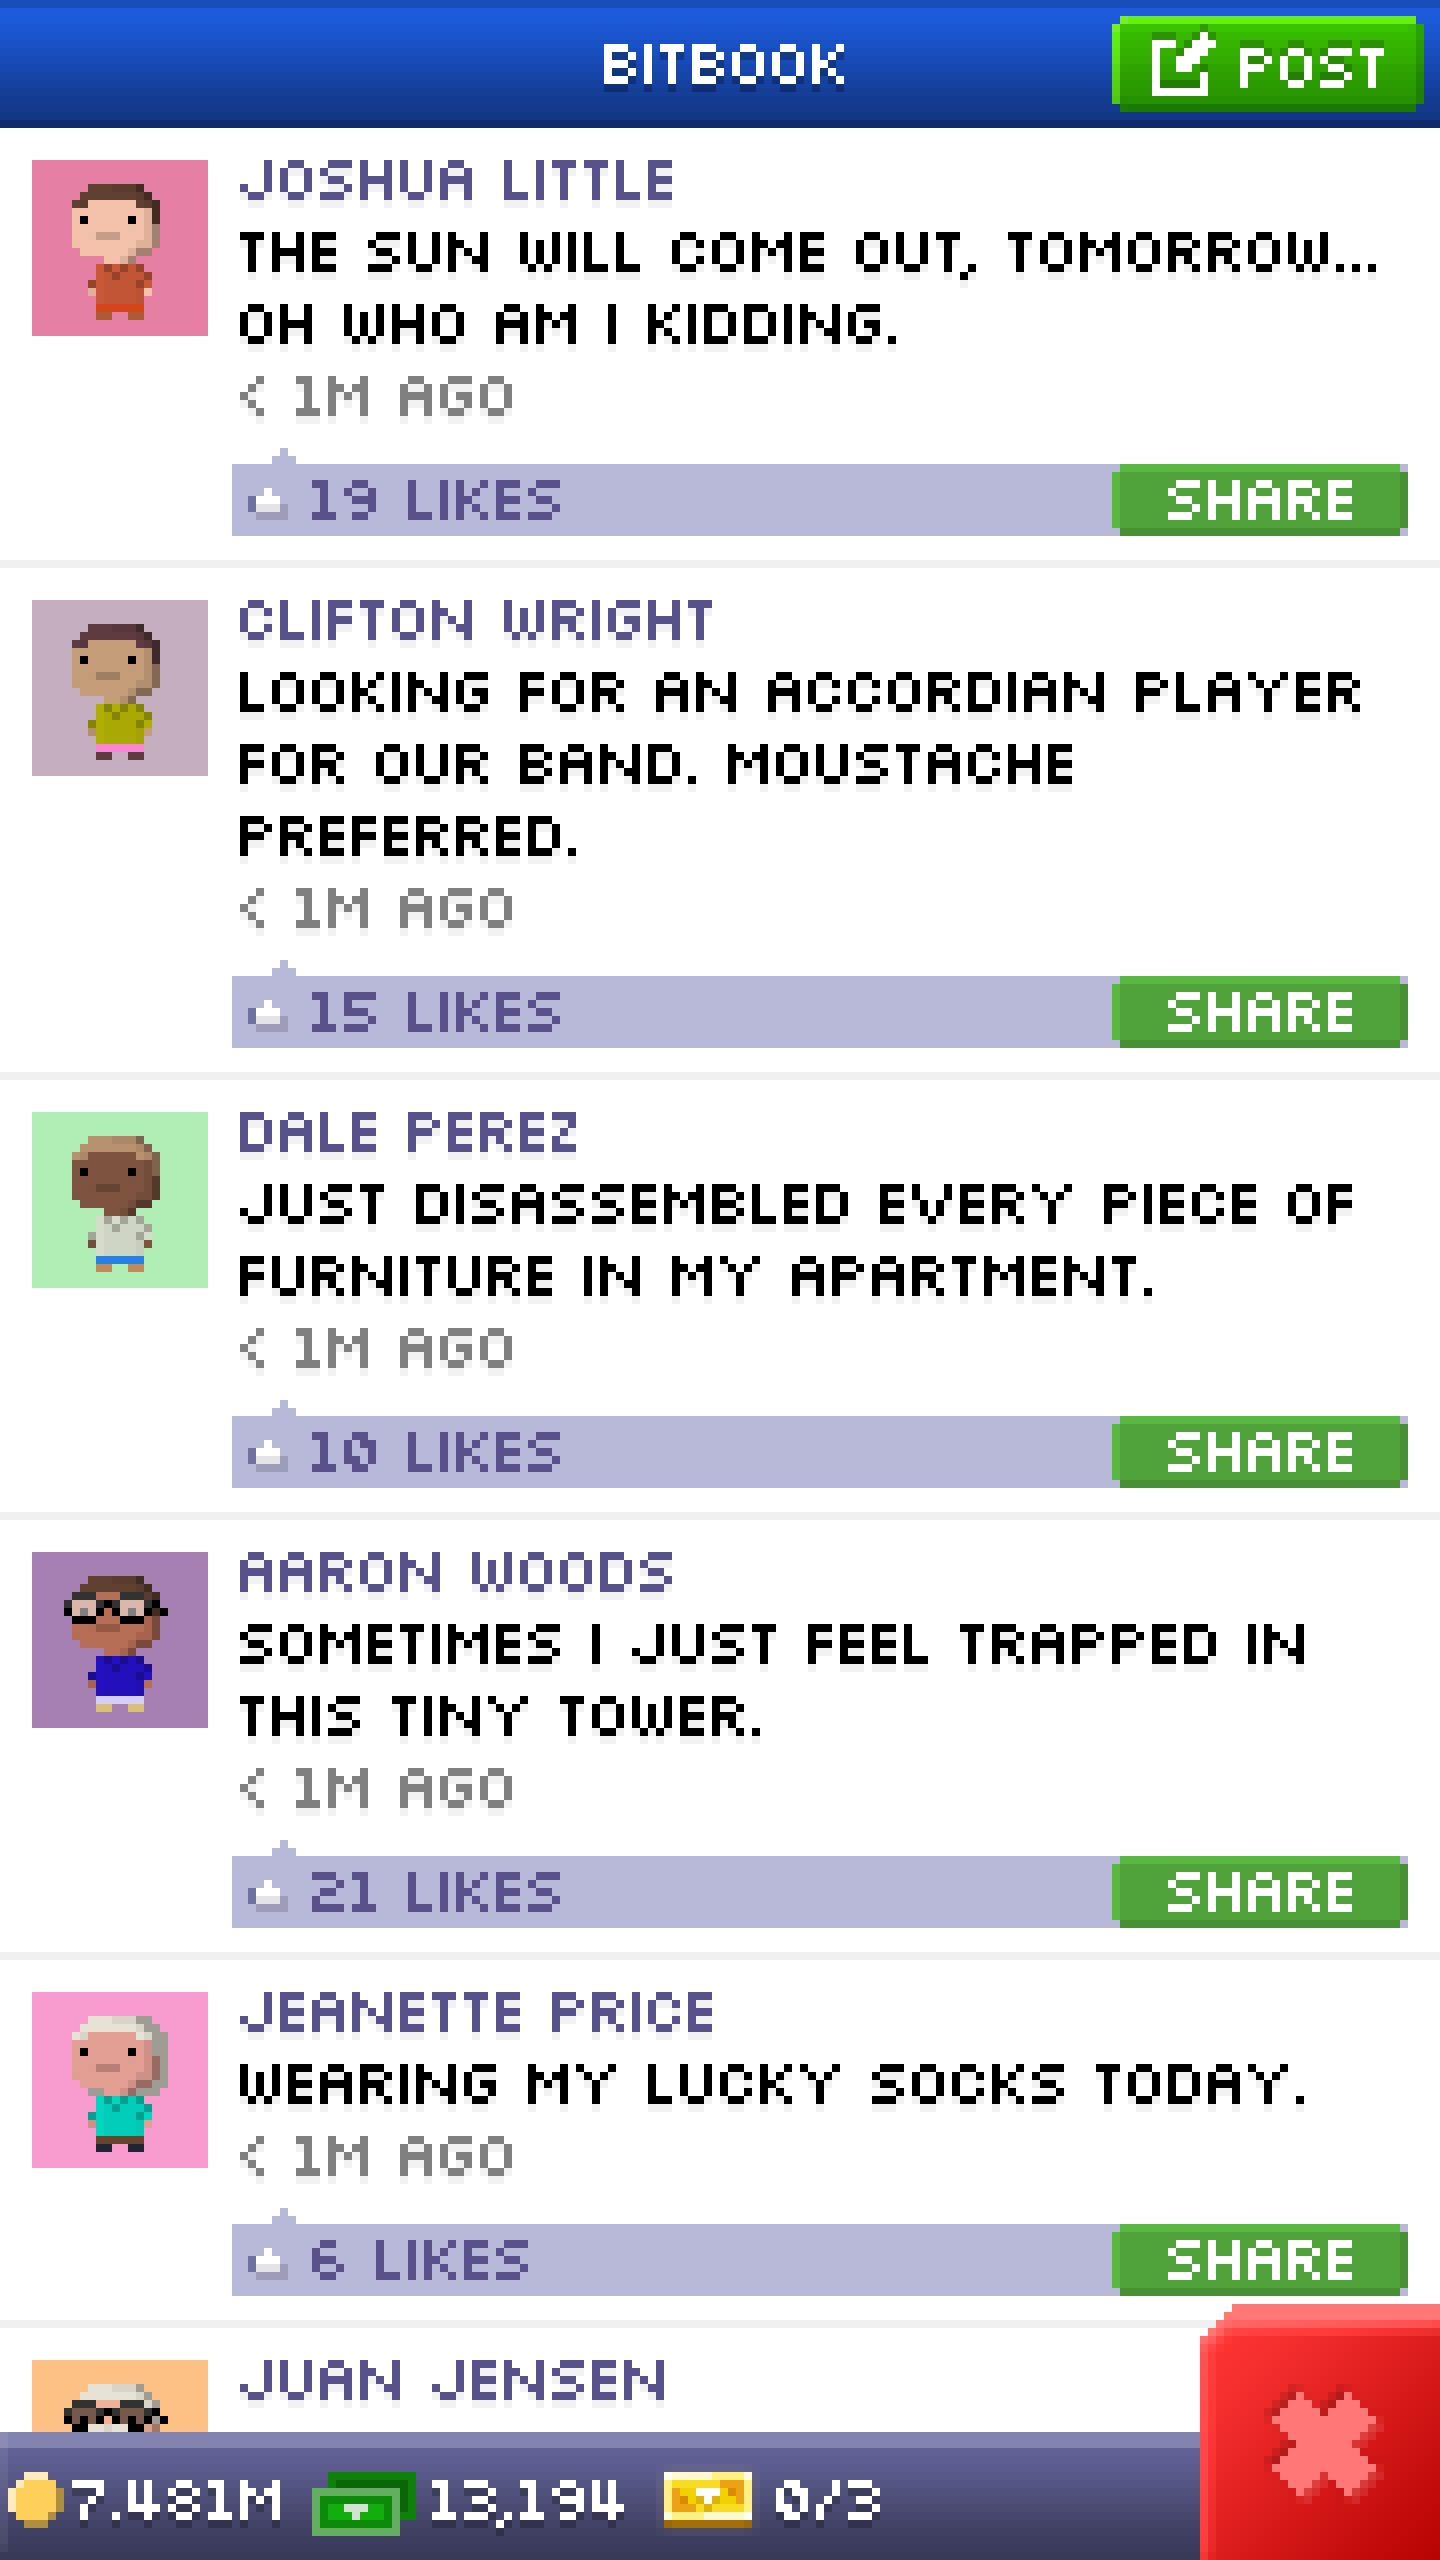 BITBOOK
POST
JOSHUA LITTLE
THE SUN WILL COME OUT, TOMORROW...
OH WHO AM I KIDDING.
< 1M AGO
19 LIKES
SHARE
CLIFTON WRIGHT
LOOKING FOR AN ACCORDIAN PLAYER
FOR OUR BAND. MOUSTACHE
PREFERRED.
< 1M AGO
15 LIKES
SHARE
DALE PEREZ
JUST DISASSEMBLED EVERY PIECE OF
FURNITURE IN MY APARTMENT.
< 1M AGO
10 LIKES
SHARE
AARON WOODS
SOMETIMES I JUST FEEL TRAPPED IN
THIS TINY TOWER.
< 1M AGO
21 LIKES
SHARE
JEANETTE PRICE
WEARING MY LUCKY SOCKS TODAY.
< 1M AGO
6 LIKES
SHARE
JUAN JENSEN
7.481M
13,194
0/3